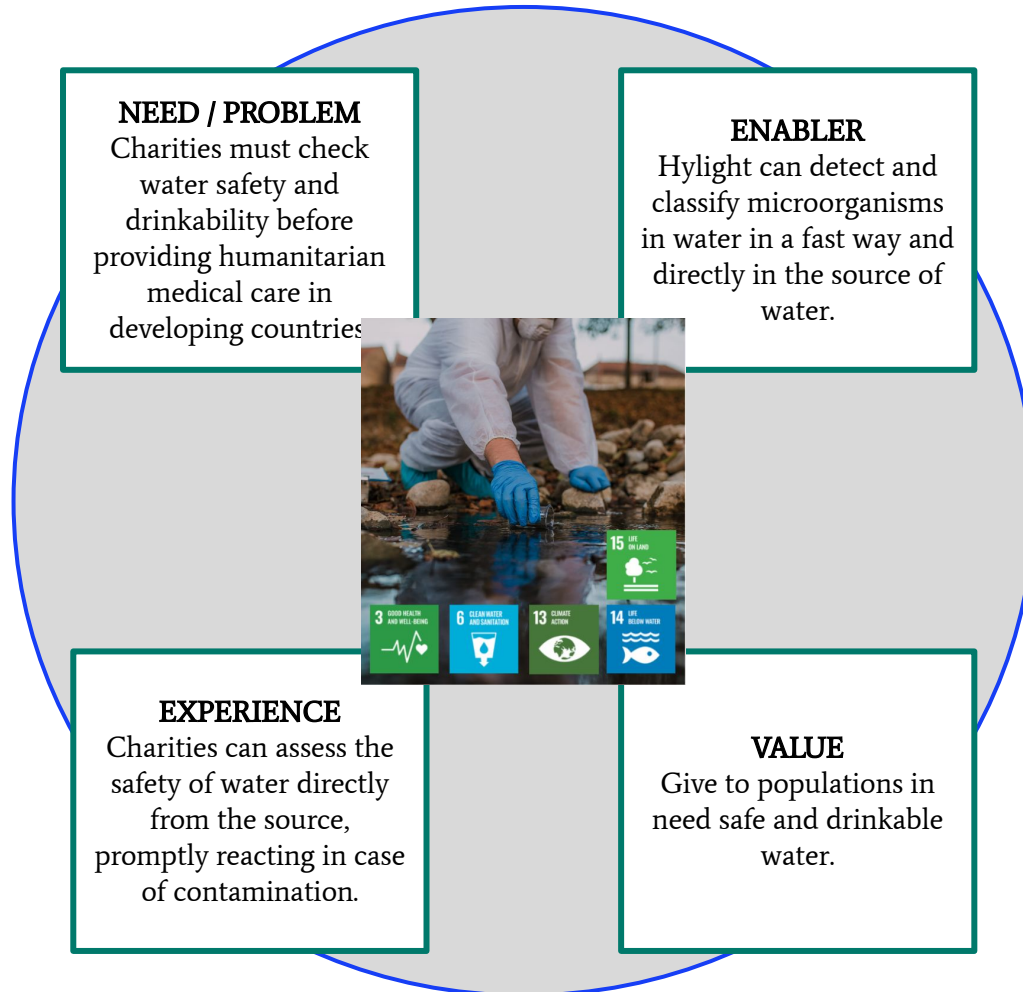 NEED / PROBLEM
Charities must check
water safety and
drinkability before
providing humanitarian
medical care in
developing countries
ENABLER
Hylight can detect and
classify microorganisms
in water in a fast way and
directly in the source of
water.
15 LIFE
ON LAND
3 GOOD HEALTH
AND WELL-BEING
6 CLEAN WATER
AND SANITATION
13 CLIMATE
ACTION
14 LIFE
BELOW WATER
EXPERIENCE
Charities can assess the
safety of water directly
from the source,
promptly reacting in case
of contamination.
VALUE
Give to populations in
need safe and drinkable
water.